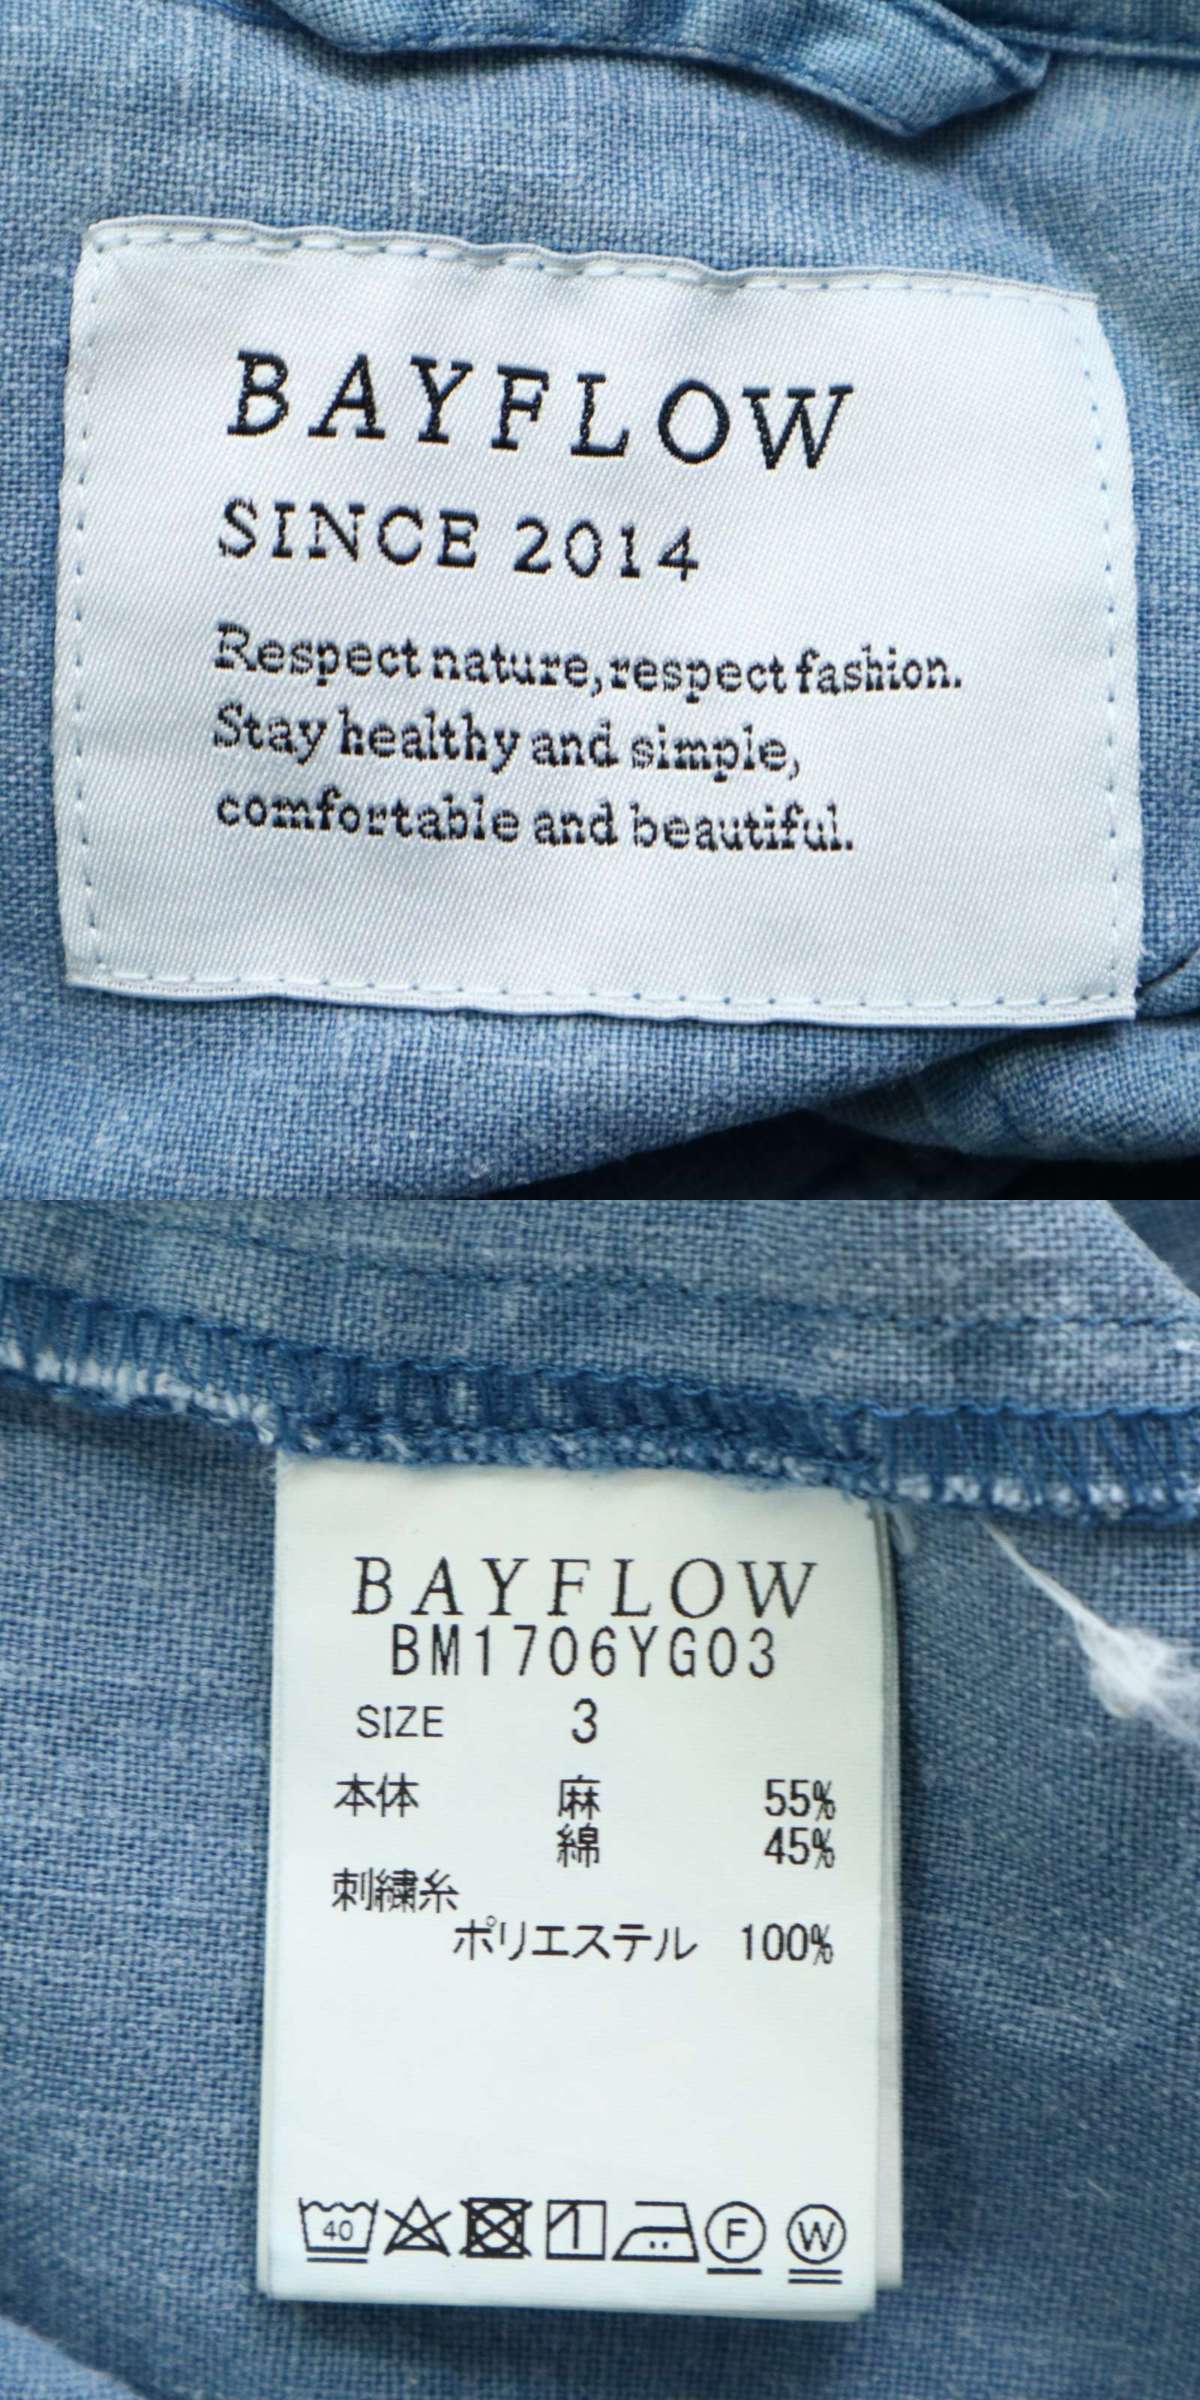 BAYFLOW
SINCE 2014
Respect nature, respect fashion.
Stay healthy and simple,
comfortable and beautiful.
BAYFLOW
BM1706YG03
SIZE 3
本体 麻 55%
綿 45%
刺繍糸
ポリエステル 100%
40 F W